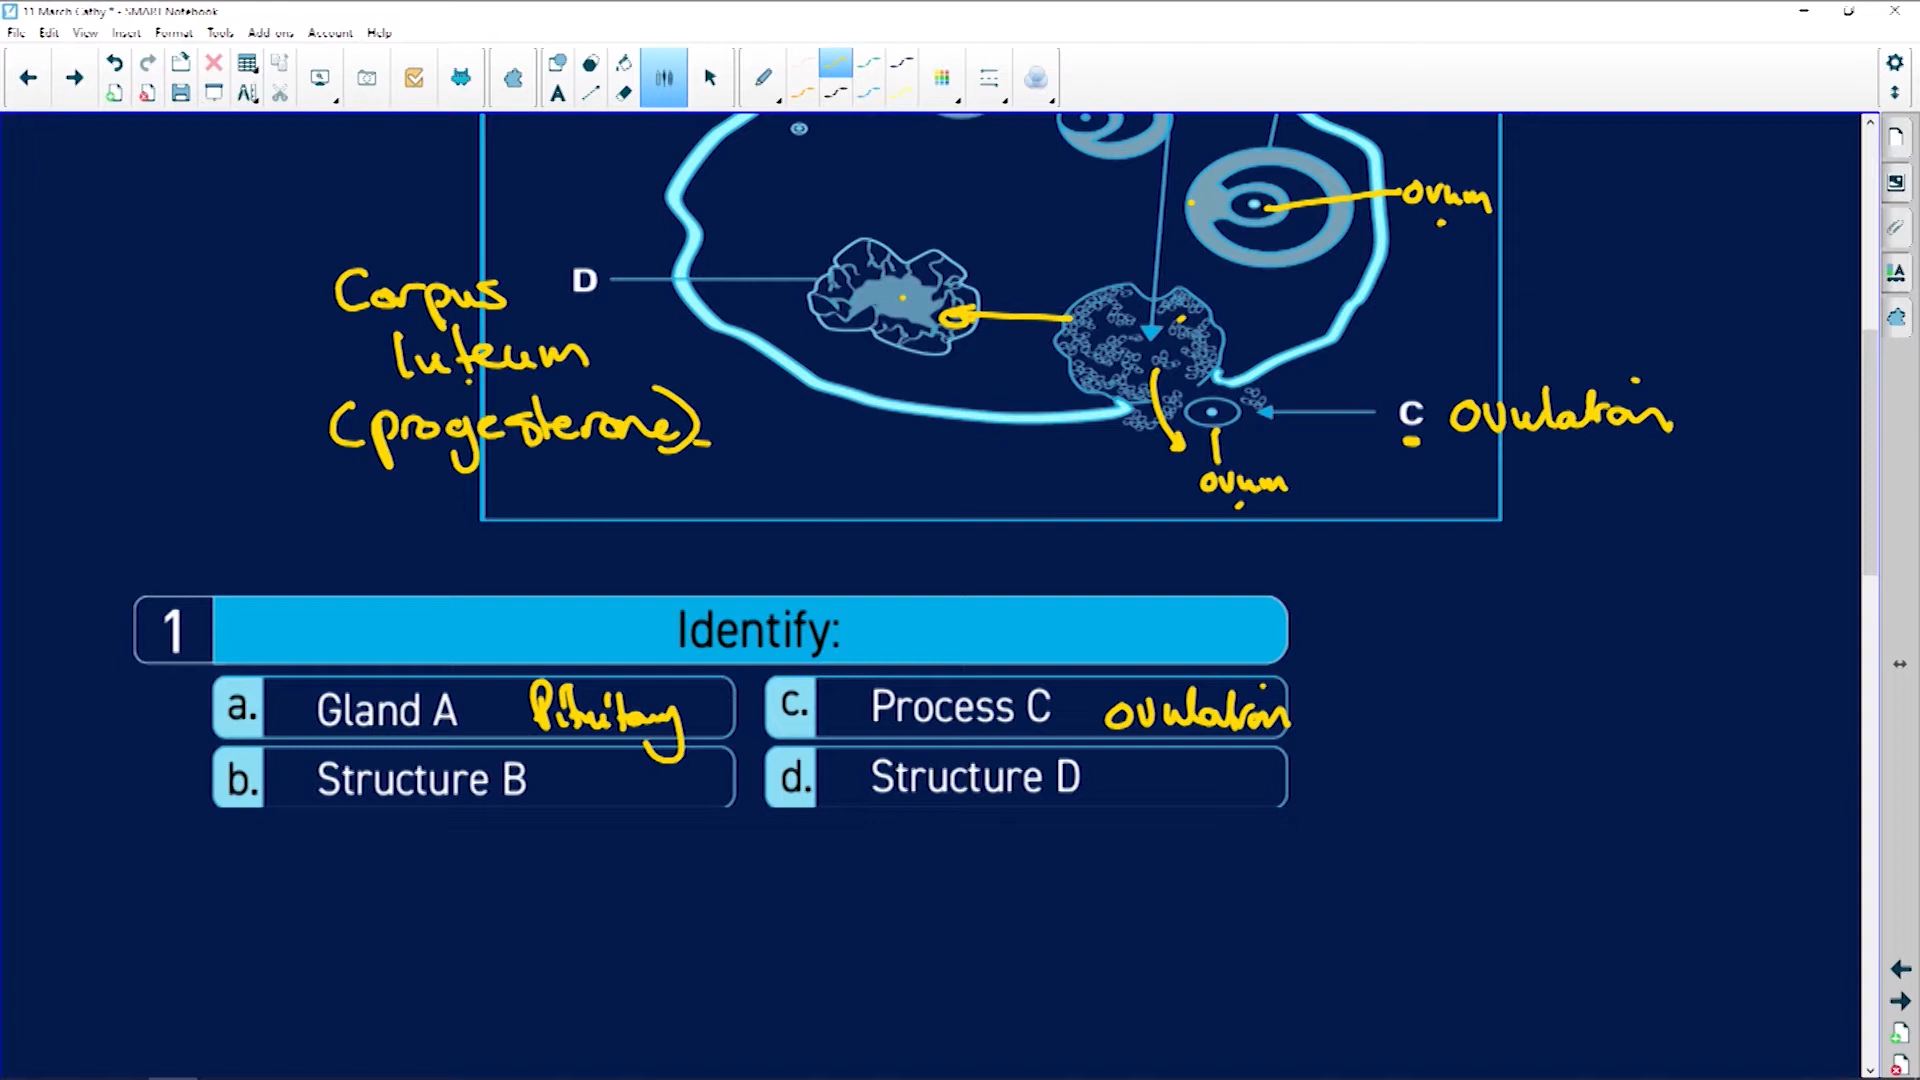 11 March Cathy * - SMART Notebook
File Edit View Insert Format Tools Add-ons Account Help
ovum
D
Corpus
luteum
(progesterone)
C ovulation
ovum
1 Identify:
a. Gland A Pituitary
c. Process C ovulation
b. Structure B
d. Structure D